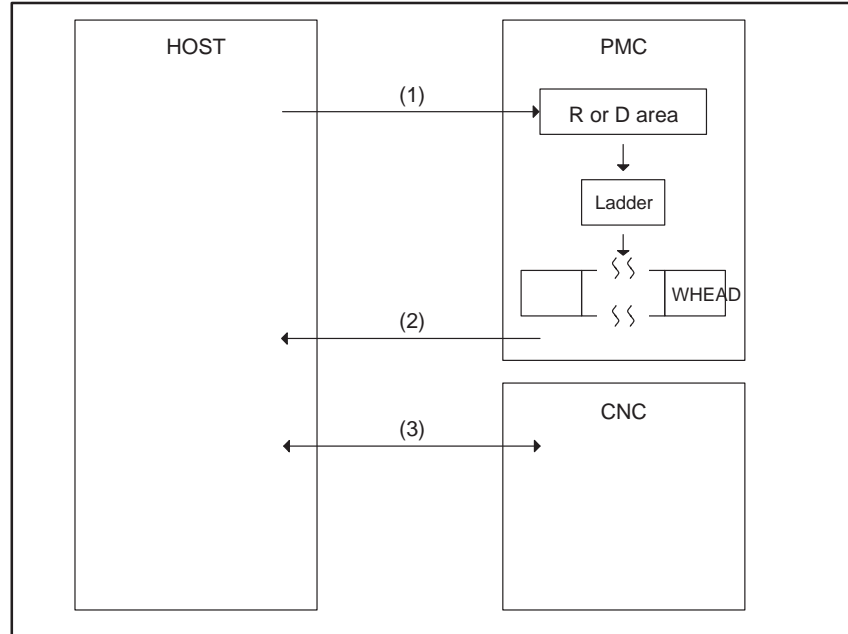 HOST
PMC
(1)
R or D area
Ladder
WHEAD
(2)
CNC
(3)